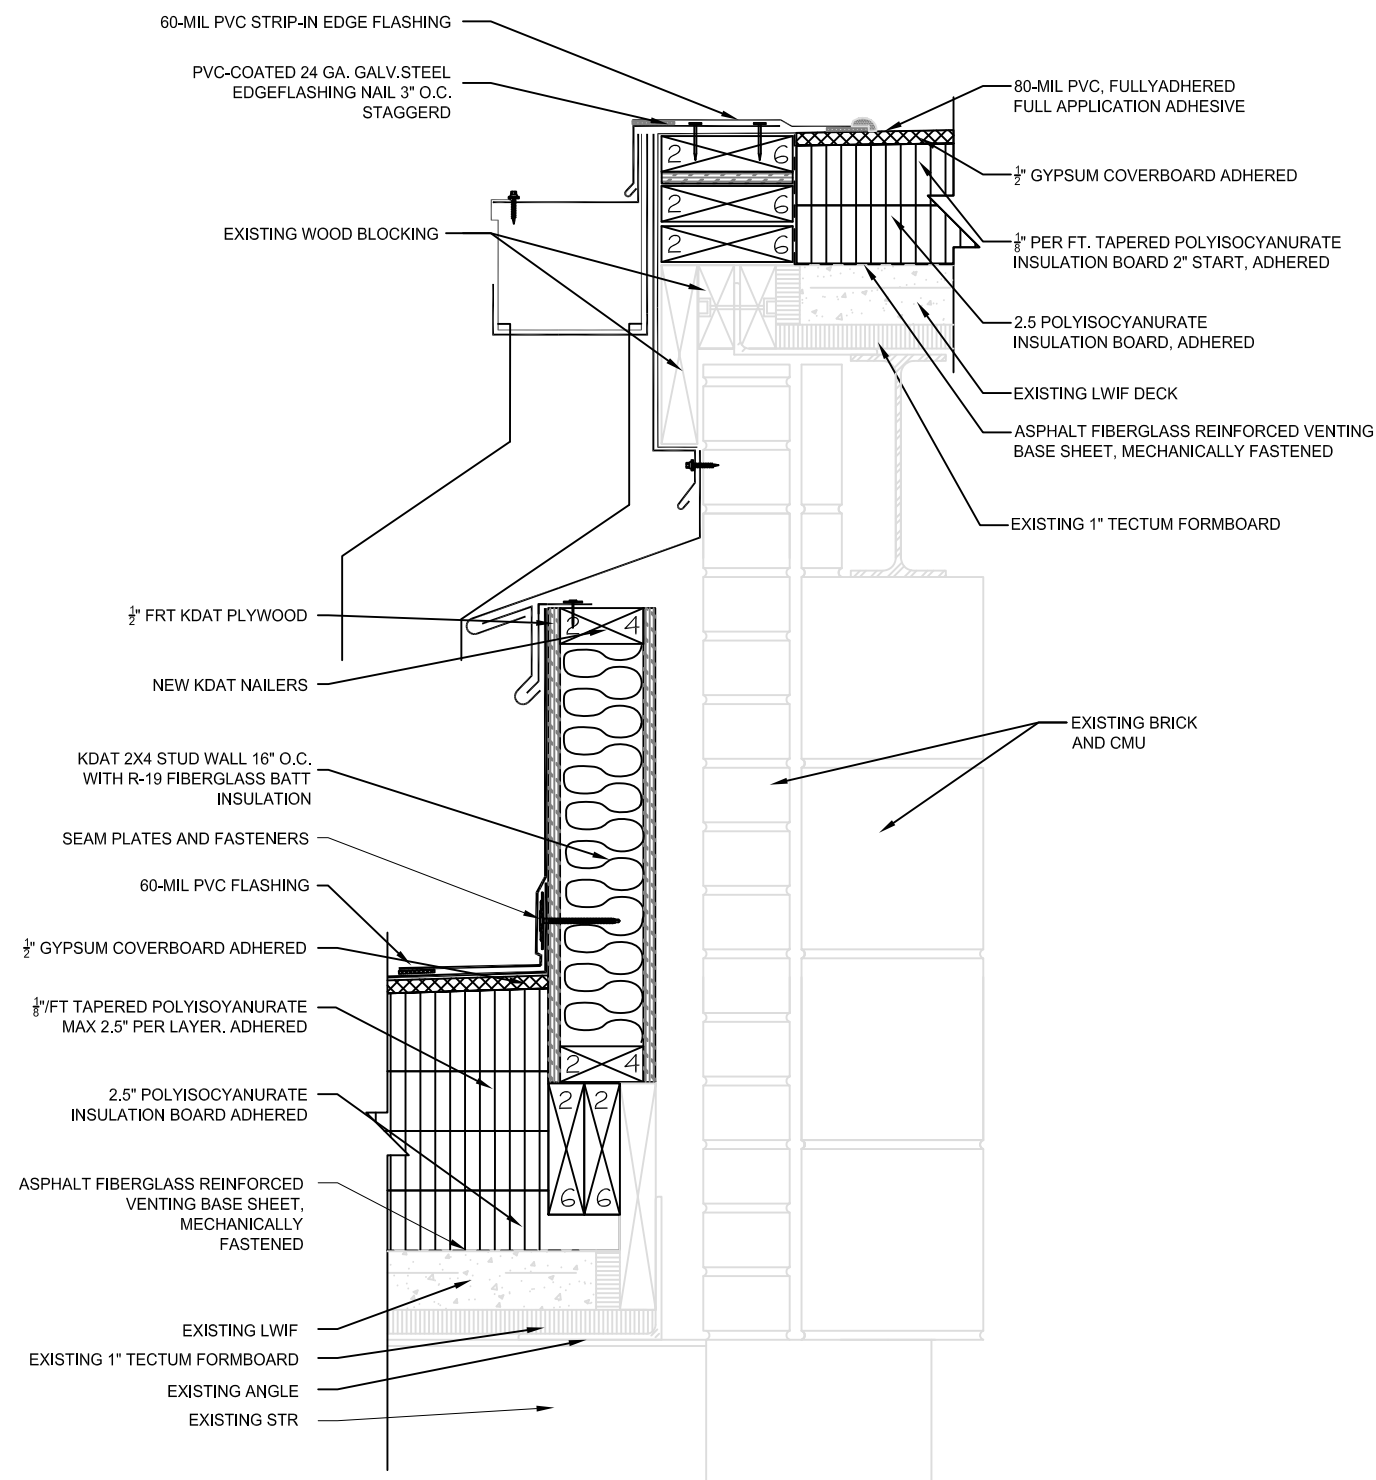 60-MIL PVC STRIP-IN EDGE FLASHING
PVC-COATED 24 GA. GALV.STEEL
EDGEFLASHING NAIL 3" O.C.
STAGGERD
EXISTING WOOD BLOCKING
80-MIL PVC, FULLYADHERED
FULL APPLICATION ADHESIVE
½" GYPSUM COVERBOARD ADHERED
⅛" PER FT. TAPERED POLYISOCYANURATE
INSULATION BOARD 2" START, ADHERED
2.5 POLYISOCYANURATE
INSULATION BOARD, ADHERED
EXISTING LWIF DECK
ASPHALT FIBERGLASS REINFORCED VENTING
BASE SHEET, MECHANICALLY FASTENED
EXISTING 1" TECTUM FORMBOARD
2 6
2 6
2 6
½" FRT KDAT PLYWOOD
NEW KDAT NAILERS
KDAT 2X4 STUD WALL 16" O.C.
WITH R-19 FIBERGLASS BATT
INSULATION
SEAM PLATES AND FASTENERS
60-MIL PVC FLASHING
½" GYPSUM COVERBOARD ADHERED
⅛"/FT TAPERED POLYISOYANURATE
MAX 2.5" PER LAYER. ADHERED
2.5" POLYISOCYANURATE
INSULATION BOARD ADHERED
ASPHALT FIBERGLASS REINFORCED
VENTING BASE SHEET,
MECHANICALLY
FASTENED
EXISTING LWIF
EXISTING 1" TECTUM FORMBOARD
EXISTING ANGLE
EXISTING STR
2 4
2 4
2 2
6 6
EXISTING BRICK
AND CMU